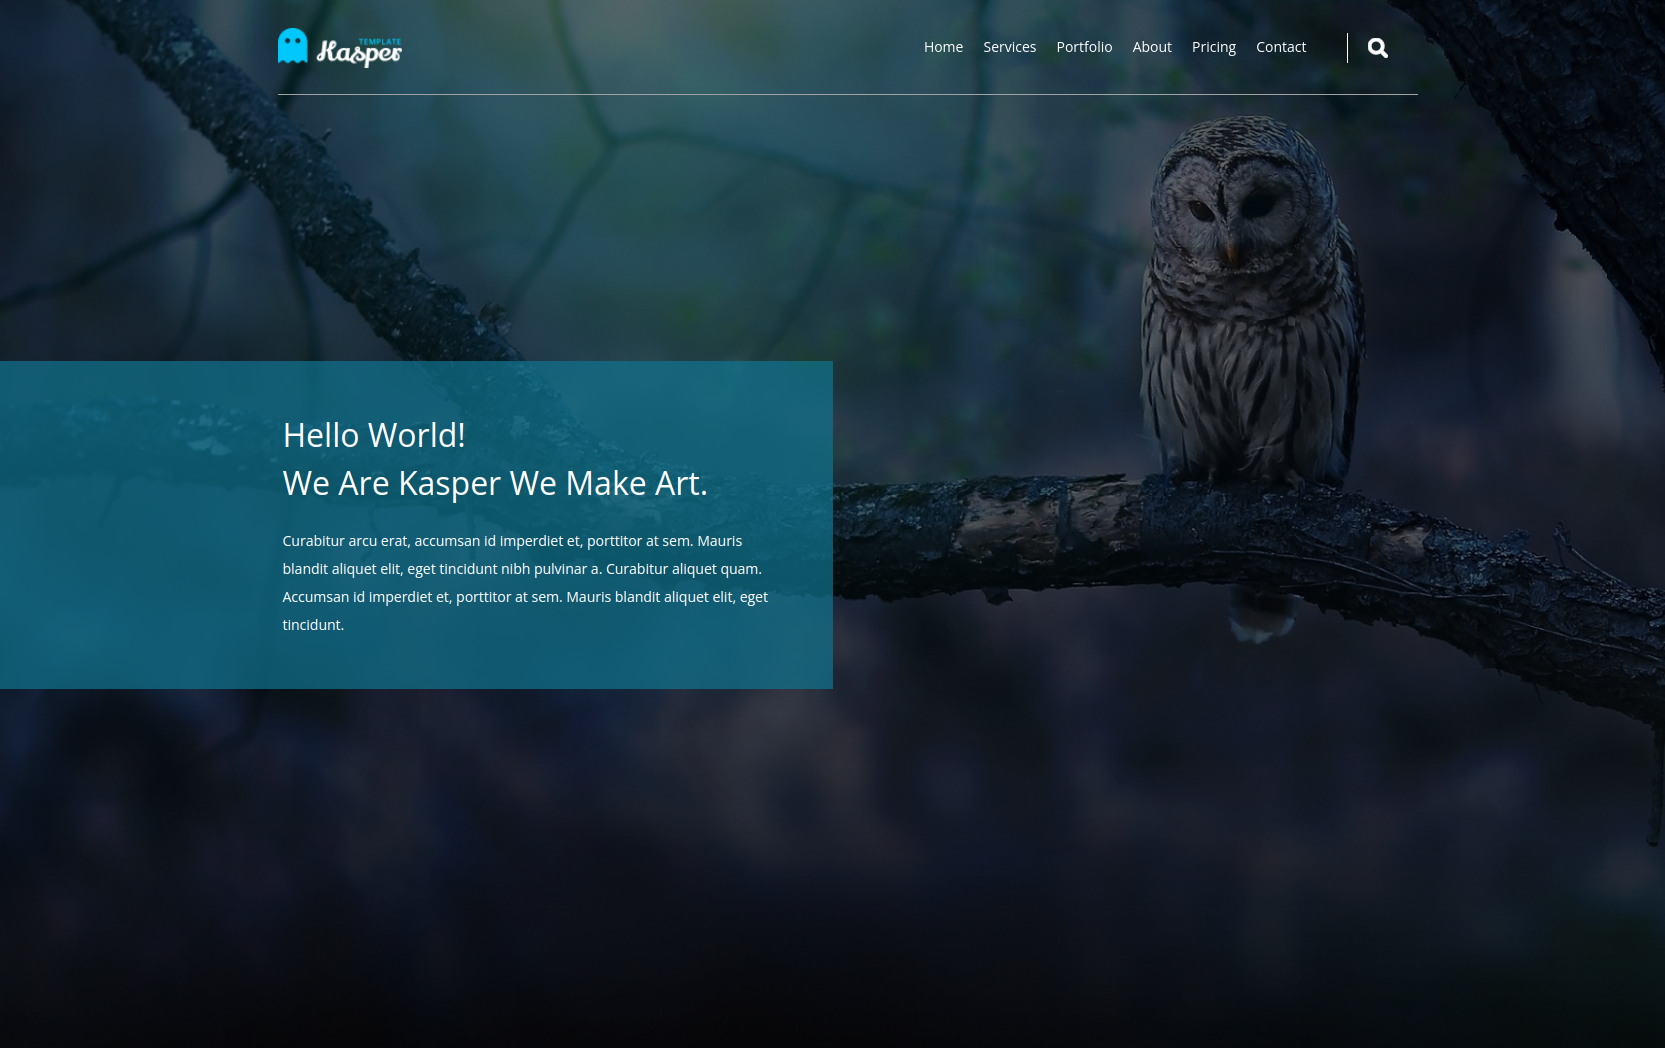 TEMPLATE
Kasper
Home Services Portfolio About Pricing Contact
Hello World!
We Are Kasper We Make Art.
Curabitur arcu erat, accumsan id imperdiet et, porttitor at sem. Mauris
blandit aliquet elit, eget tincidunt nibh pulvinar a. Curabitur aliquet quam.
Accumsan id imperdiet et, porttitor at sem. Mauris blandit aliquet elit, eget
tincidunt.